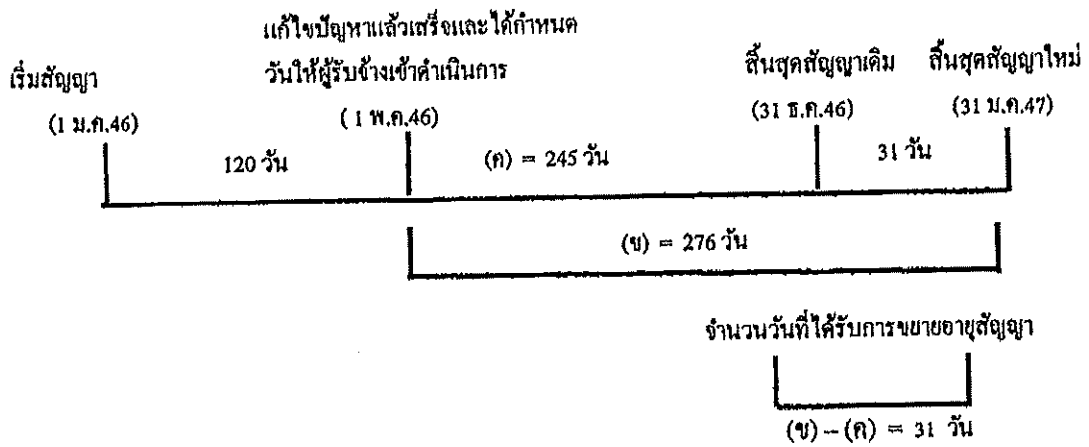 แก้ไขปัญหาแล้วเสร็จและได้กำหนด
วันให้ผู้รับจ้างเข้าดำเนินการ
เริ่มสัญญา
สิ้นสุดสัญญาเดิม
สิ้นสุดสัญญาใหม่
(1 ม.ค.46)
(1 พ.ค.46)
(31 ธ.ค.46)
(31 ม.ค.47)
120 วัน
(ค) = 245 วัน
31 วัน
(ข) = 276 วัน
จำนวนวันที่ได้รับการขยายอายุสัญญา
(ข) – (ค) = 31 วัน